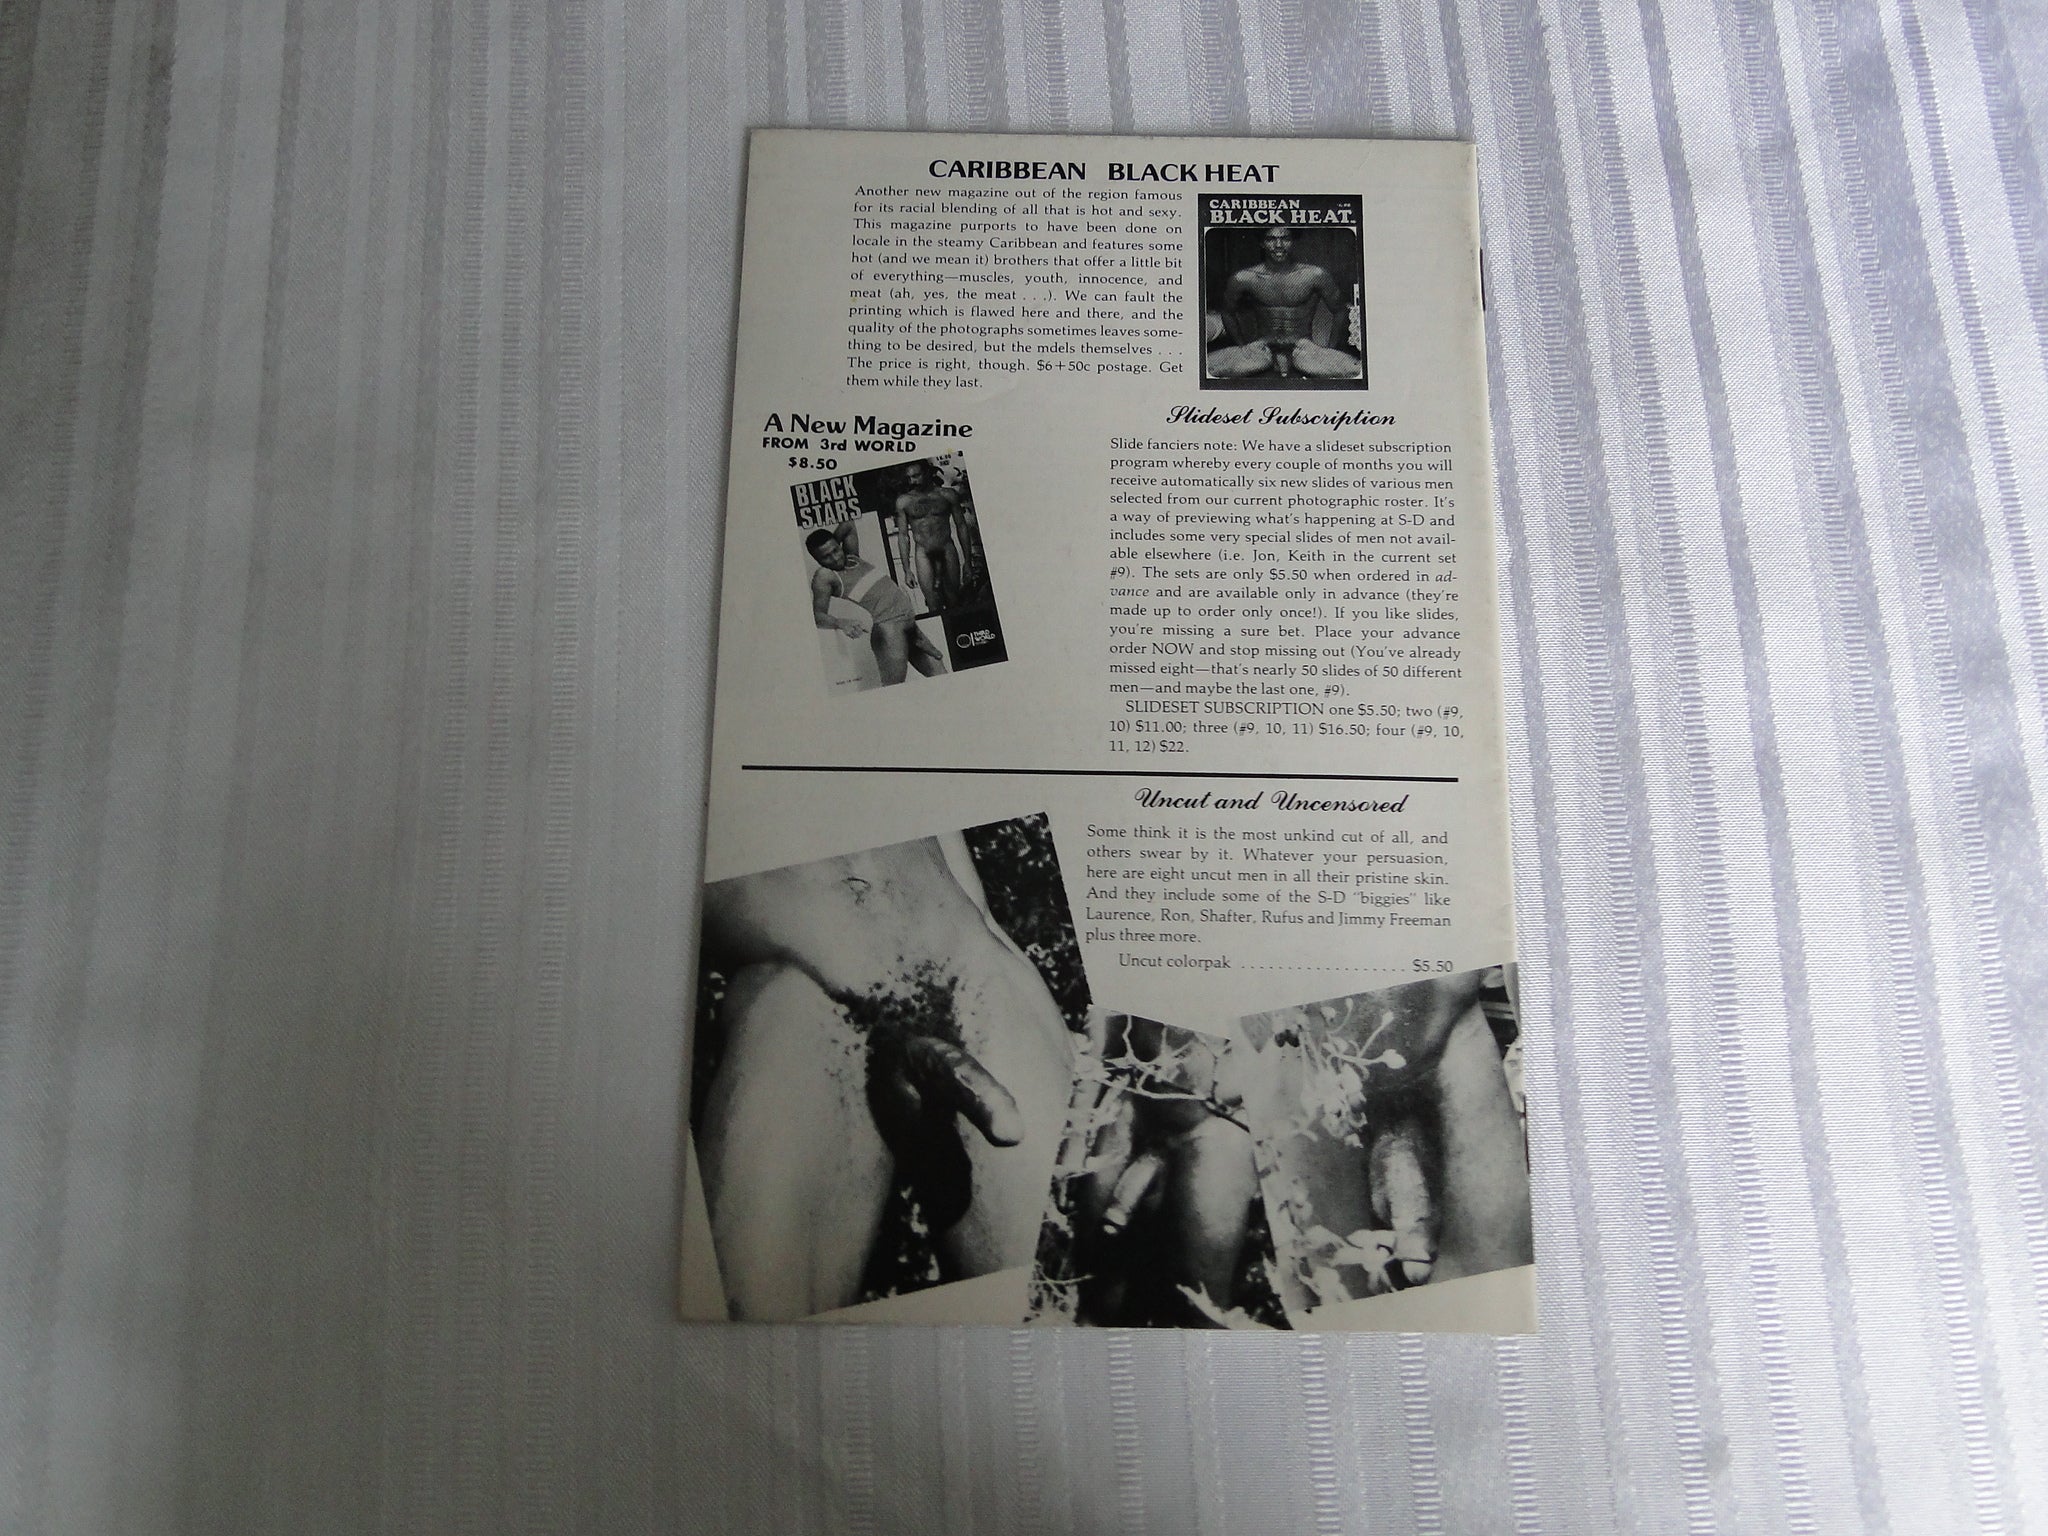 CARIBBEAN BLACK HEAT
Another new magazine out of the region famous
for its racial blending of all that is hot and sexy.
This magazine purports to have been done on
locale in the steamy Caribbean and features some
hot (and we mean it) brothers that offer a little bit
of everything—muscles, youth, innocence, and
meat (ah, yes, the meat . . .). We can fault the
printing which is flawed here and there, and the
quality of the photographs sometimes leaves some-
thing to be desired, but the mdels themselves . . .
The price is right, though. $6+50c postage. Get
them while they last.
CARIBBEAN
BLACK HEAT
A New Magazine
FROM 3rd WORLD
$8.50
BLACK
STARS
THIRD
WORLD
Slideset Subscription
Slide fanciers note: We have a slideset subscription
program whereby every couple of months you will
receive automatically six new slides of various men
selected from our current photographic roster. It's
a way of previewing what's happening at S-D and
includes some very special slides of men not avail-
able elsewhere (i.e. Jon, Keith in the current set
#9). The sets are only $5.50 when ordered in ad-
vance and are available only in advance (they're
made up to order only once!). If you like slides,
you're missing a sure bet. Place your advance
order NOW and stop missing out (You've already
missed eight—that's nearly 50 slides of 50 different
men—and maybe the last one, #9).
SLIDESET SUBSCRIPTION one $5.50; two (#9,
10) $11.00; three (#9, 10, 11) $16.50; four (#9, 10,
11, 12) $22.
Uncut and Uncensored
Some think it is the most unkind cut of all, and
others swear by it. Whatever your persuasion,
here are eight uncut men in all their pristine skin.
And they include some of the S-D "biggies" like
Laurence, Ron, Shafter, Rufus and Jimmy Freeman
plus three more.
Uncut colorpak . . . . . . . . . . . . . . . . . . $5.50